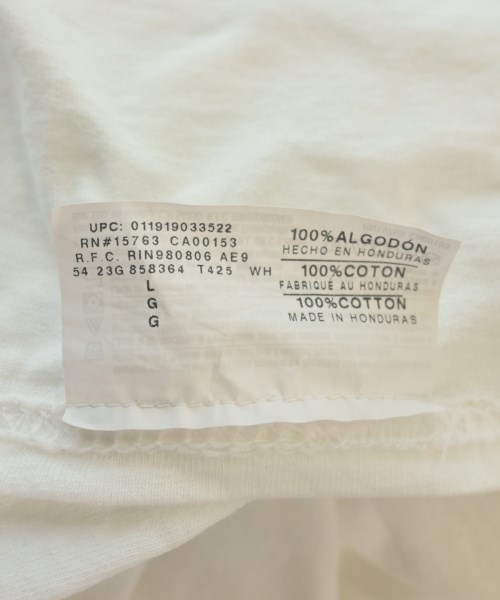 UPC: 011919033522
RN#15763 CA00153
R.F.C. RIN980806 AE9
54 23G 858364 T425 WH
L
G
G
100%ALGODÓN
HECHO EN HONDURAS
100%COTON
FABRIQUÉ AU HONDURAS
100%COTTON
MADE IN HONDURAS